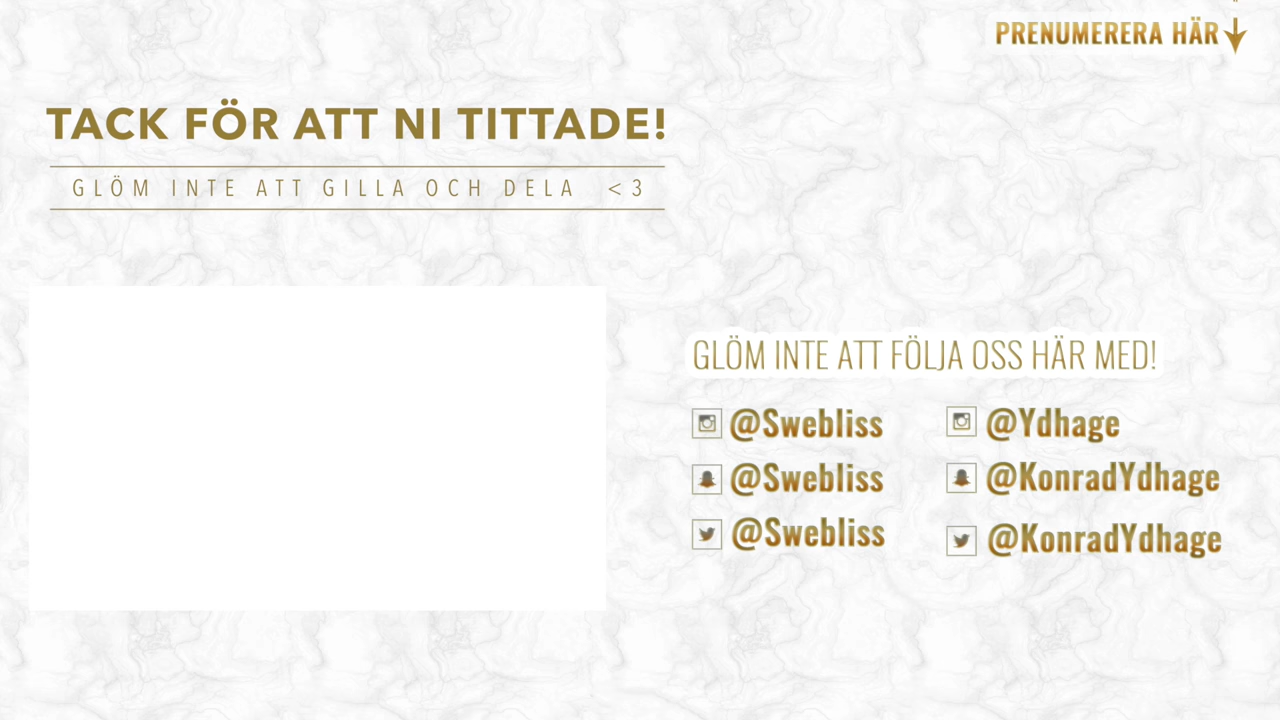 PRENUMERERA HÄR
TACK FÖR ATT NI TITTADE!
GLÖM INTE ATT GILLA OCH DELA <3
GLÖM INTE ATT FÖLJA OSS HÄR MED!
@Swebliss
@Ydhage
@Swebliss
@KonradYdhage
@Swebliss
@KonradYdhage